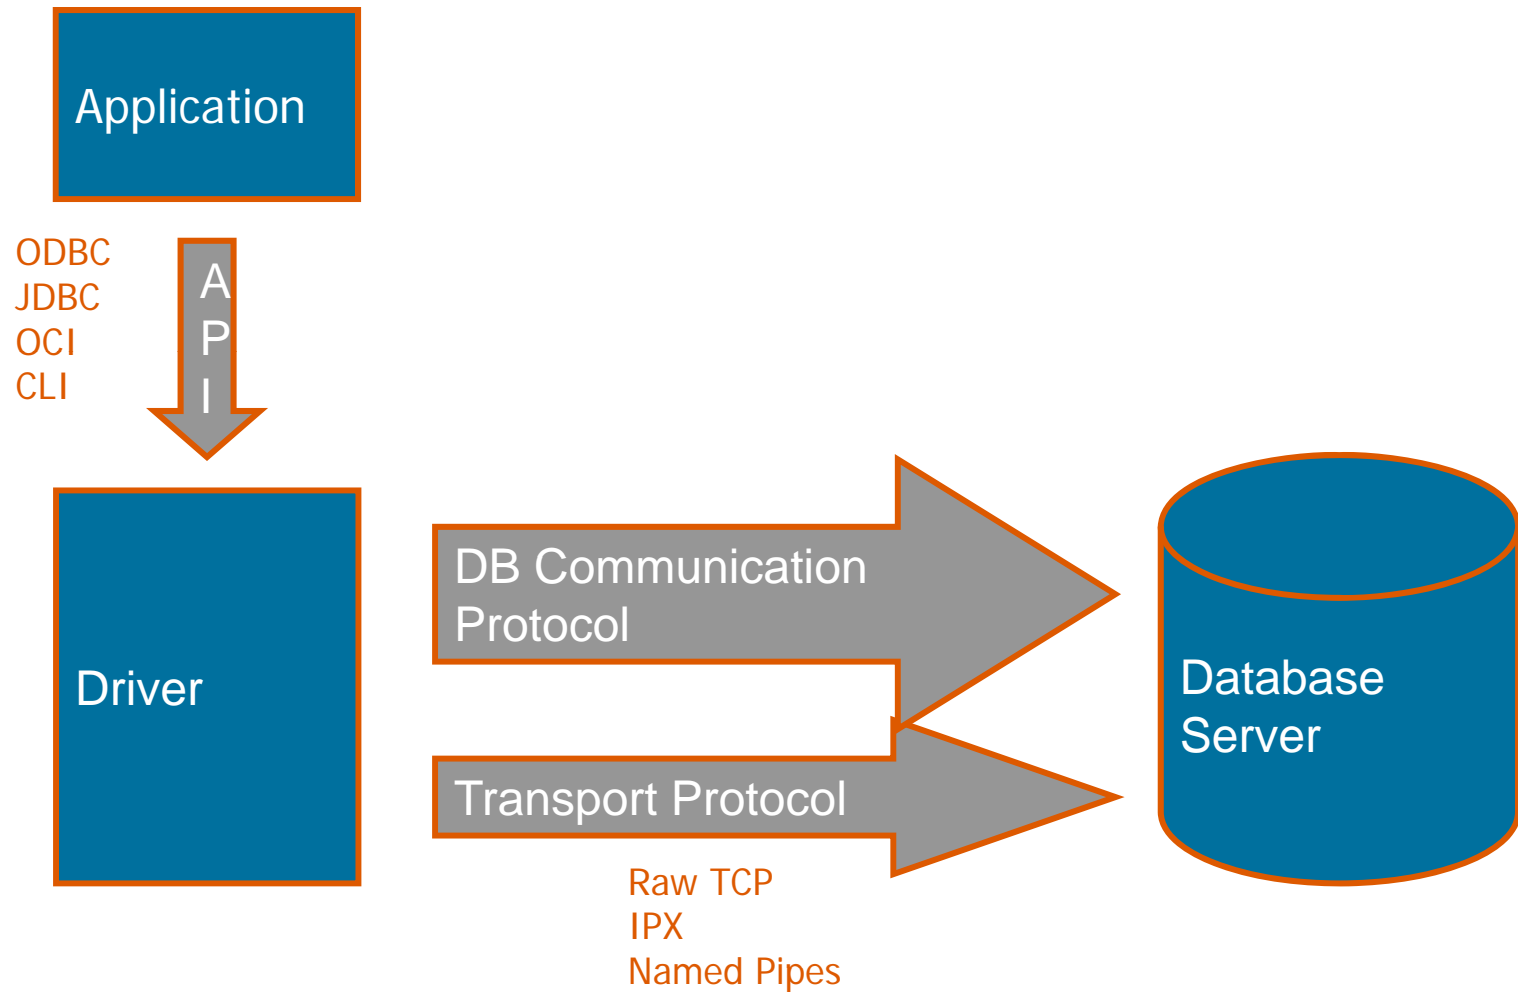 Application
ODBC
JDBC
OCI
CLI
A
P
I
DB Communication
Protocol
Driver
Database
Server
Transport Protocol
Raw TCP
IPX
Named Pipes